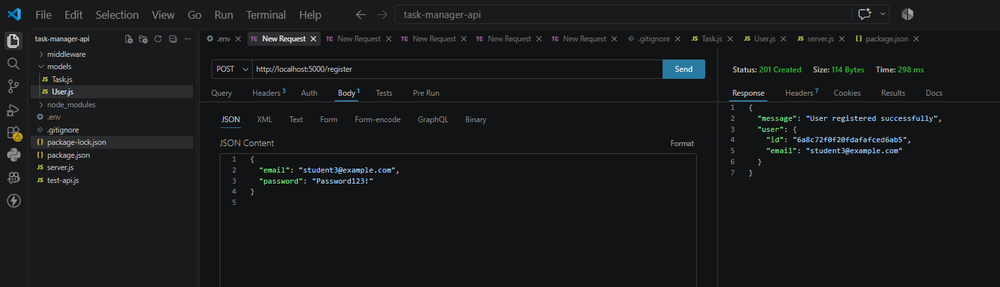 File Edit Selection View Go Run Terminal Help task-manager-api
task-manager-api
middleware
models
JS Task.js
JS User.js
node_modules
.env
.gitignore
{} package-lock.json
{} package.json
JS server.js
JS test-api.js
.env TC New Request TC New Request TC New Request TC New Request TC New Request .gitignore JS Task.js JS User.js JS server.js {} package.json
POST http://localhost:5000/register Send
Query Headers 3 Auth Body 1 Tests Pre Run
JSON XML Text Form Form-encode GraphQL Binary
JSON Content Format
1 {
2 "email": "student3@example.com",
3 "password": "Password123!"
4 }
5
Status: 201 Created Size: 114 Bytes Time: 298 ms
Response Headers 7 Cookies Results Docs
1 {
2 "message": "User registered successfully",
3 "user": {
4 "id": "6a8c72f0f20fdafafced6ab5",
5 "email": "student3@example.com"
6 }
7 }